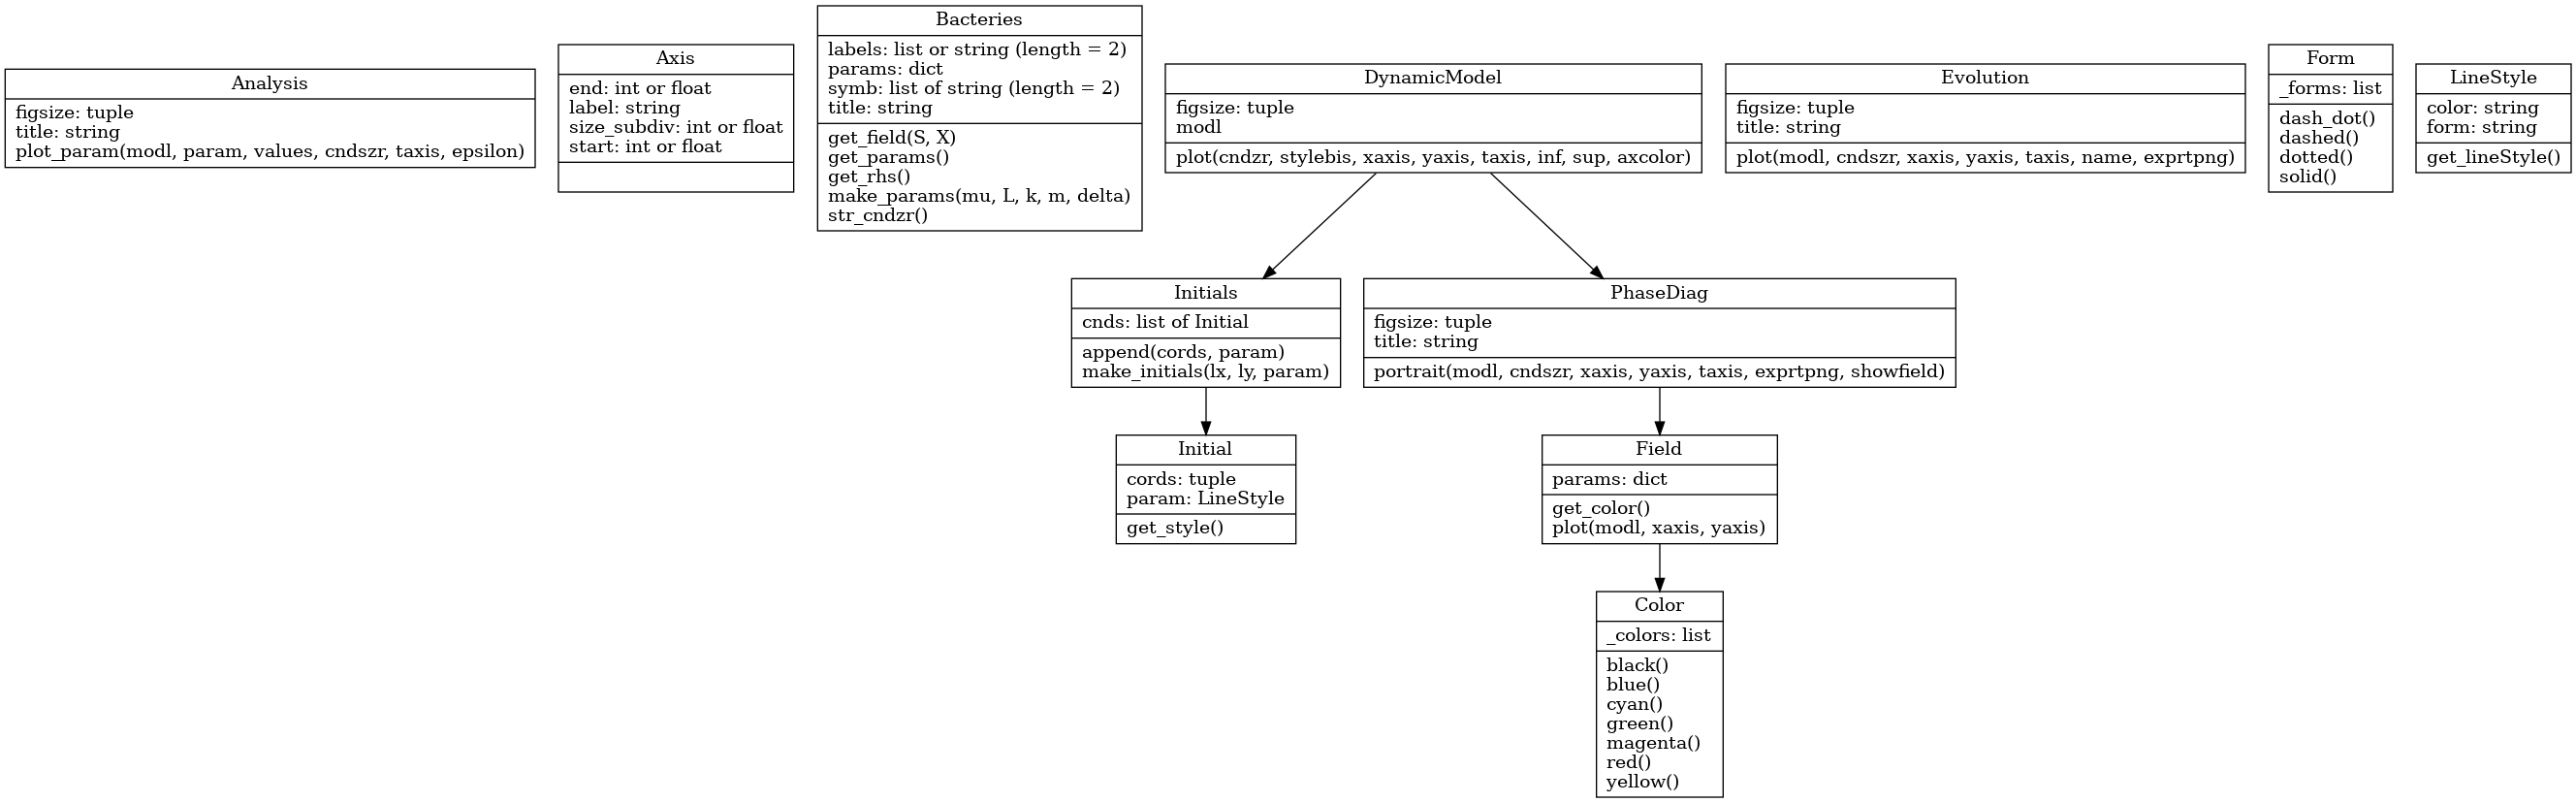 Analysis
figsize: tuple
title: string
plot_param(modl, param, values, cndszr, taxis, epsilon)
Axis
end: int or float
label: string
size_subdiv: int or float
start: int or float
Bacteries
labels: list or string (length = 2)
params: dict
symb: list of string (length = 2)
title: string
get_field(S, X)
get_params()
get_rhs()
make_params(mu, L, k, m, delta)
str_cndzr()
DynamicModel
figsize: tuple
modl
plot(cndzr, stylebis, xaxis, yaxis, taxis, inf, sup, axcolor)
Evolution
figsize: tuple
title: string
plot(modl, cndszr, xaxis, yaxis, taxis, name, exprtpng)
Form
_forms: list
dash_dot()
dashed()
dotted()
solid()
LineStyle
color: string
form: string
get_lineStyle()
Initials
cnds: list of Initial
append(cords, param)
make_initials(lx, ly, param)
PhaseDiag
figsize: tuple
title: string
portrait(modl, cndszr, xaxis, yaxis, taxis, exprtpng, showfield)
Initial
cords: tuple
param: LineStyle
get_style()
Field
params: dict
get_color()
plot(modl, xaxis, yaxis)
Color
_colors: list
black()
blue()
cyan()
green()
magenta()
red()
yellow()